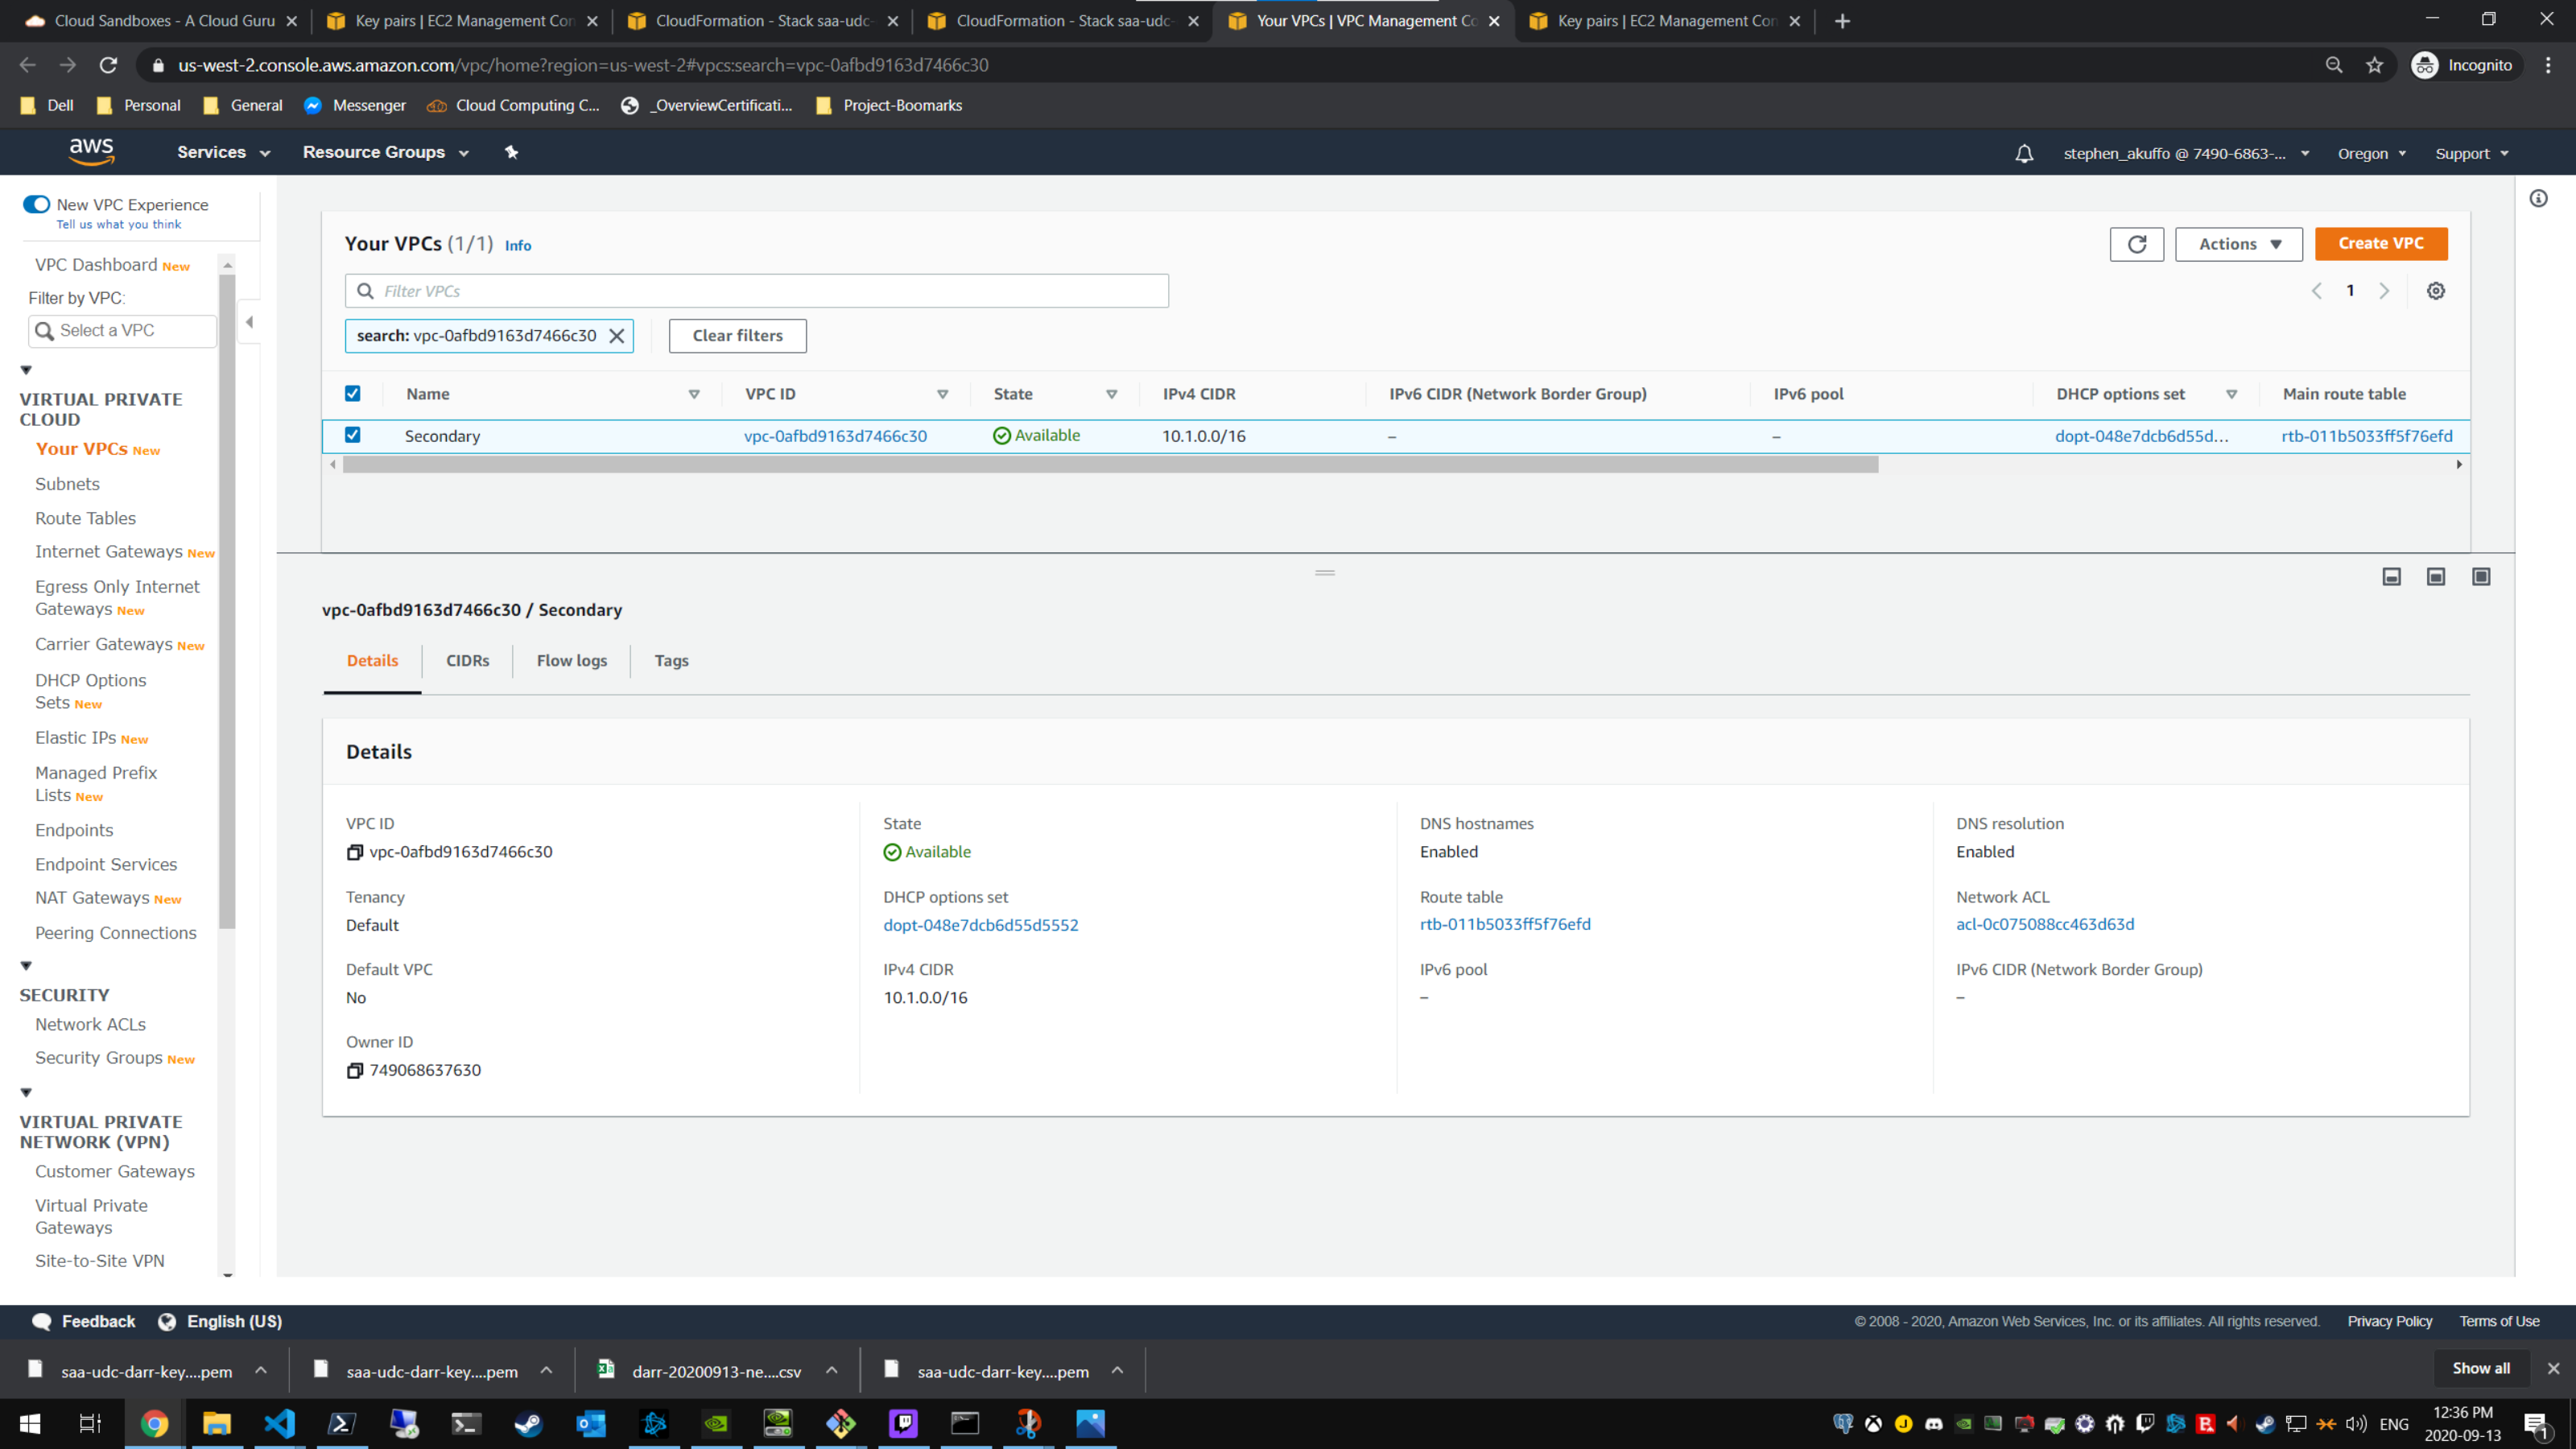 Cloud Sandboxes - A Cloud Guru
Key pairs | EC2 Management Con
CloudFormation - Stack saa-udc-
CloudFormation - Stack saa-udc-
Your VPCs | VPC Management Co
Key pairs | EC2 Management Con
us-west-2.console.aws.amazon.com/vpc/home?region=us-west-2#vpcs:search=vpc-0afbd9163d7466c30
Incognito
Dell
Personal
General
Messenger
Cloud Computing C...
_OverviewCertificati...
Project-Boomarks
aws
Services
Resource Groups
stephen_akuffo @ 7490-6863-...
Oregon
Support
New VPC Experience
Tell us what you think
VPC Dashboard New
Filter by VPC:
Select a VPC
VIRTUAL PRIVATE
CLOUD
Your VPCs New
Subnets
Route Tables
Internet Gateways New
Egress Only Internet
Gateways New
Carrier Gateways New
DHCP Options
Sets New
Elastic IPs New
Managed Prefix
Lists New
Endpoints
Endpoint Services
NAT Gateways New
Peering Connections
SECURITY
Network ACLs
Security Groups New
VIRTUAL PRIVATE
NETWORK (VPN)
Customer Gateways
Virtual Private
Gateways
Site-to-Site VPN
Your VPCs (1/1) Info
Actions
Create VPC
Filter VPCs
1
search: vpc-0afbd9163d7466c30
Clear filters
Name VPC ID State IPv4 CIDR IPv6 CIDR (Network Border Group) IPv6 pool DHCP options set Main route table
Secondary vpc-0afbd9163d7466c30 Available 10.1.0.0/16 – – dopt-048e7dcb6d55d... rtb-011b5033ff5f76efd
vpc-0afbd9163d7466c30 / Secondary
Details
CIDRs
Flow logs
Tags
Details
VPC ID
vpc-0afbd9163d7466c30
Tenancy
Default
Default VPC
No
Owner ID
749068637630
State
Available
DHCP options set
dopt-048e7dcb6d55d5552
IPv4 CIDR
10.1.0.0/16
DNS hostnames
Enabled
Route table
rtb-011b5033ff5f76efd
IPv6 pool
–
DNS resolution
Enabled
Network ACL
acl-0c075088cc463d63d
IPv6 CIDR (Network Border Group)
–
Feedback
English (US)
© 2008 - 2020, Amazon Web Services, Inc. or its affiliates. All rights reserved.
Privacy Policy
Terms of Use
saa-udc-darr-key....pem
saa-udc-darr-key....pem
darr-20200913-ne....csv
saa-udc-darr-key....pem
Show all
ENG
12:36 PM
2020-09-13
1